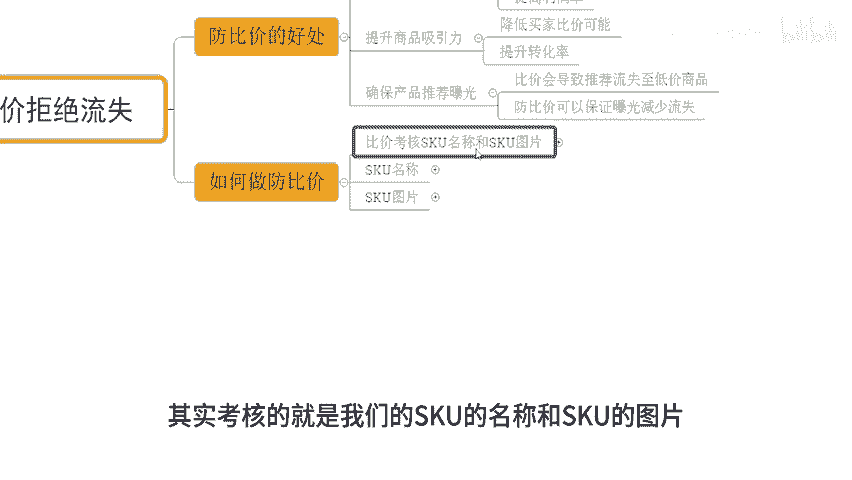 防比价的好处
提升商品吸引力
降低买家比价可能
提升转化率
确保产品推荐曝光
比价会导致推荐流失至低价商品
防比价可以保证曝光减少流失
价拒绝流失
如何做防比价
比价考核SKU名称和SKU图片
SKU名称
SKU图片
其实考核的就是我们的SKU的名称和SKU的图片